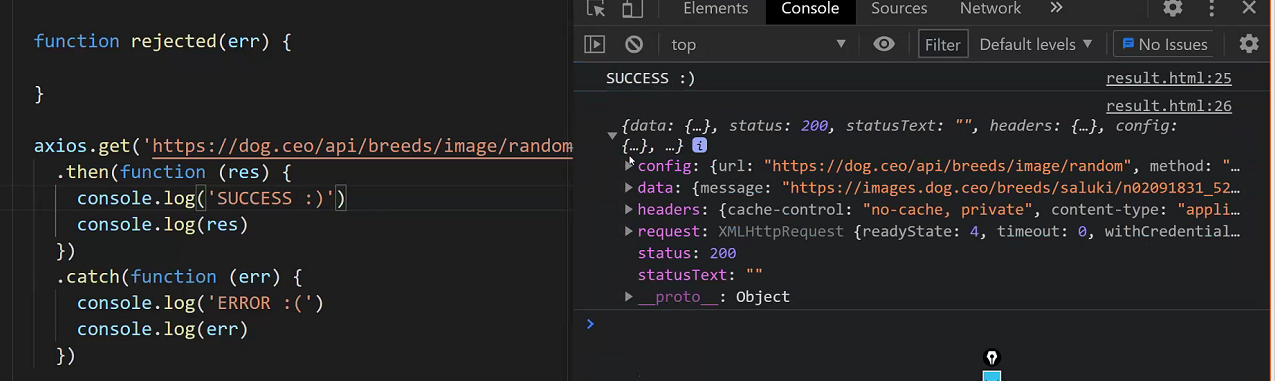 function rejected(err) {
}
axios.get('https://dog.ceo/api/breeds/image/random
.then(function (res) {
console.log('SUCCESS :)')
console.log(res)
})
.catch(function (err) {
console.log('ERROR :(')
console.log(err)
})
Elements Console Sources Network »
top Filter Default levels ▼ No Issues
SUCCESS :) result.html:25
result.html:26
{data: {…}, status: 200, statusText: "", headers: {…}, config:
{…}, …} i
config: {url: "https://dog.ceo/api/breeds/image/random", method: "…
data: {message: "https://images.dog.ceo/breeds/saluki/n02091831_52…
headers: {cache-control: "no-cache, private", content-type: "appli…
request: XMLHttpRequest {readyState: 4, timeout: 0, withCredential…
status: 200
statusText: ""
__proto__: Object
>